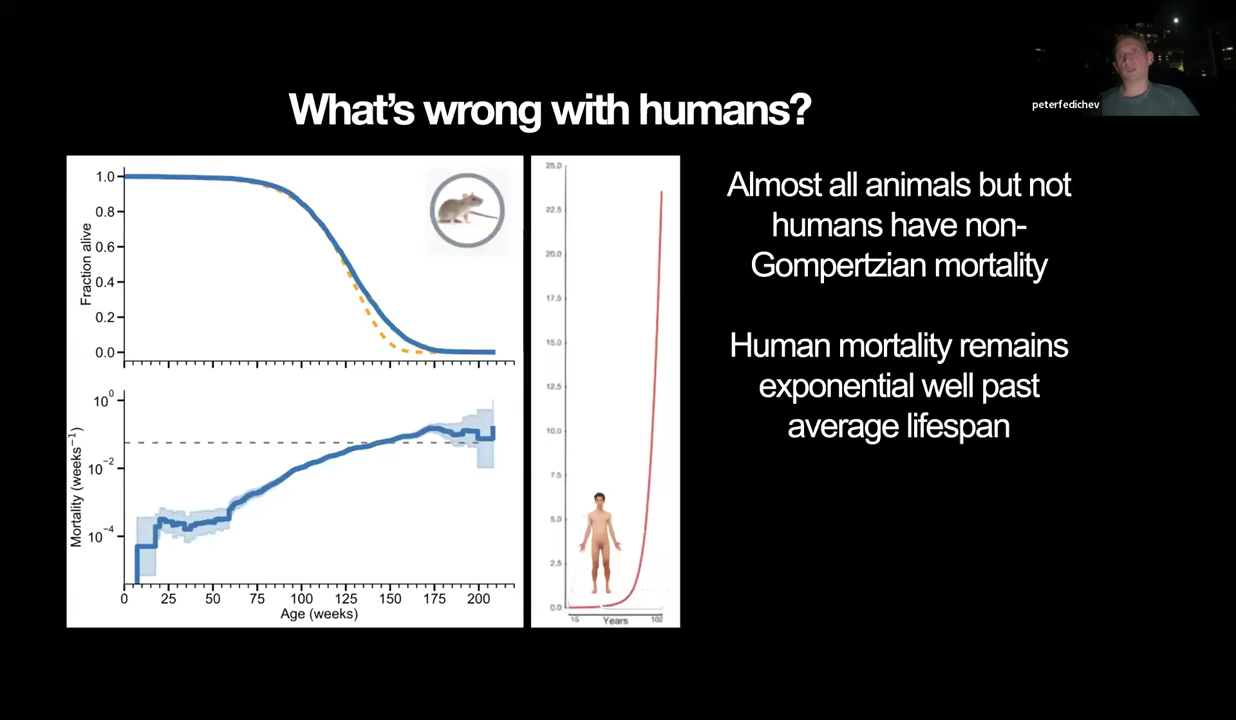 peterfedichev
What's wrong with humans?
1.0
0.8
0.6
0.4
0.2
0.0
Fraction alive
10⁰
10⁻²
10⁻⁴
Mortality (weeks⁻¹)
0 25 50 75 100 125 150 175 200
Age (weeks)
25.0
22.5
20.0
17.5
15.0
12.5
10.0
7.5
5.0
2.5
0.0
15 Years 102
Almost all animals but not
humans have non-
Gompertzian mortality
Human mortality remains
exponential well past
average lifespan